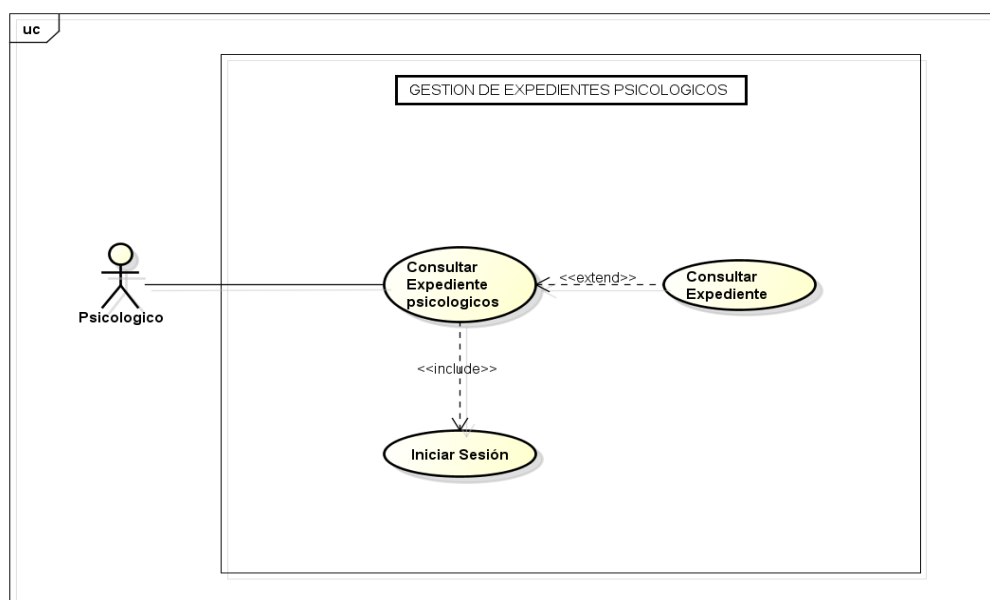 uc
GESTION DE EXPEDIENTES PSICOLOGICOS
Psicologico
Consultar
Expediente
psicologicos
<<extend>>
Consultar
Expediente
<<include>>
Iniciar Sesión